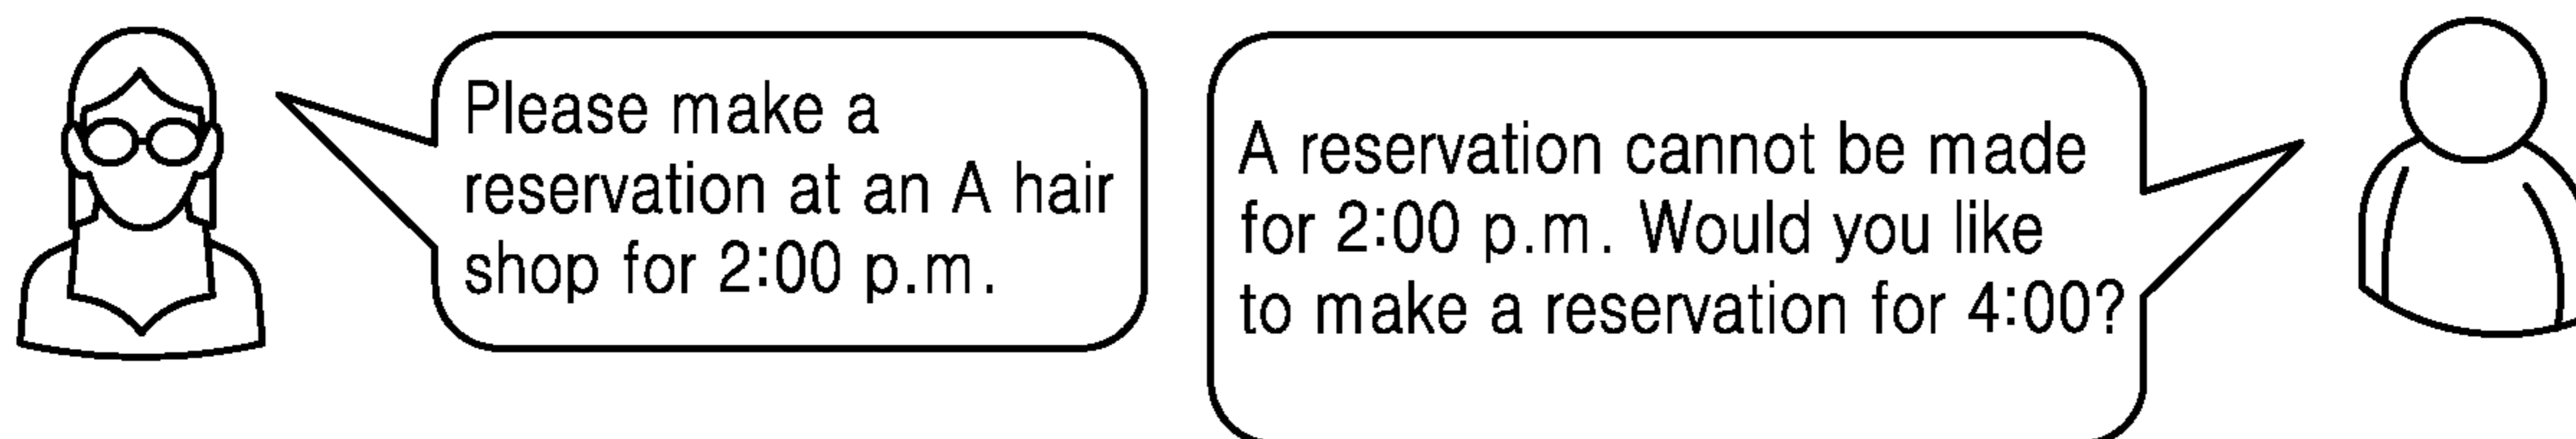 Please make a
reservation at an A hair
shop for 2:00 p.m.
A reservation cannot be made
for 2:00 p.m. Would you like
to make a reservation for 4:00?